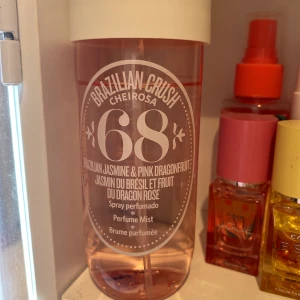 BRAZILIAN CRUSH
CHEIROSA
68
BRAZILIAN JASMINE & PINK DRAGONFRUIT
JASMIN DU BRÉSIL ET FRUIT
DU DRAGON ROSE
Spray perfumado
Perfume Mist
Brume parfumée